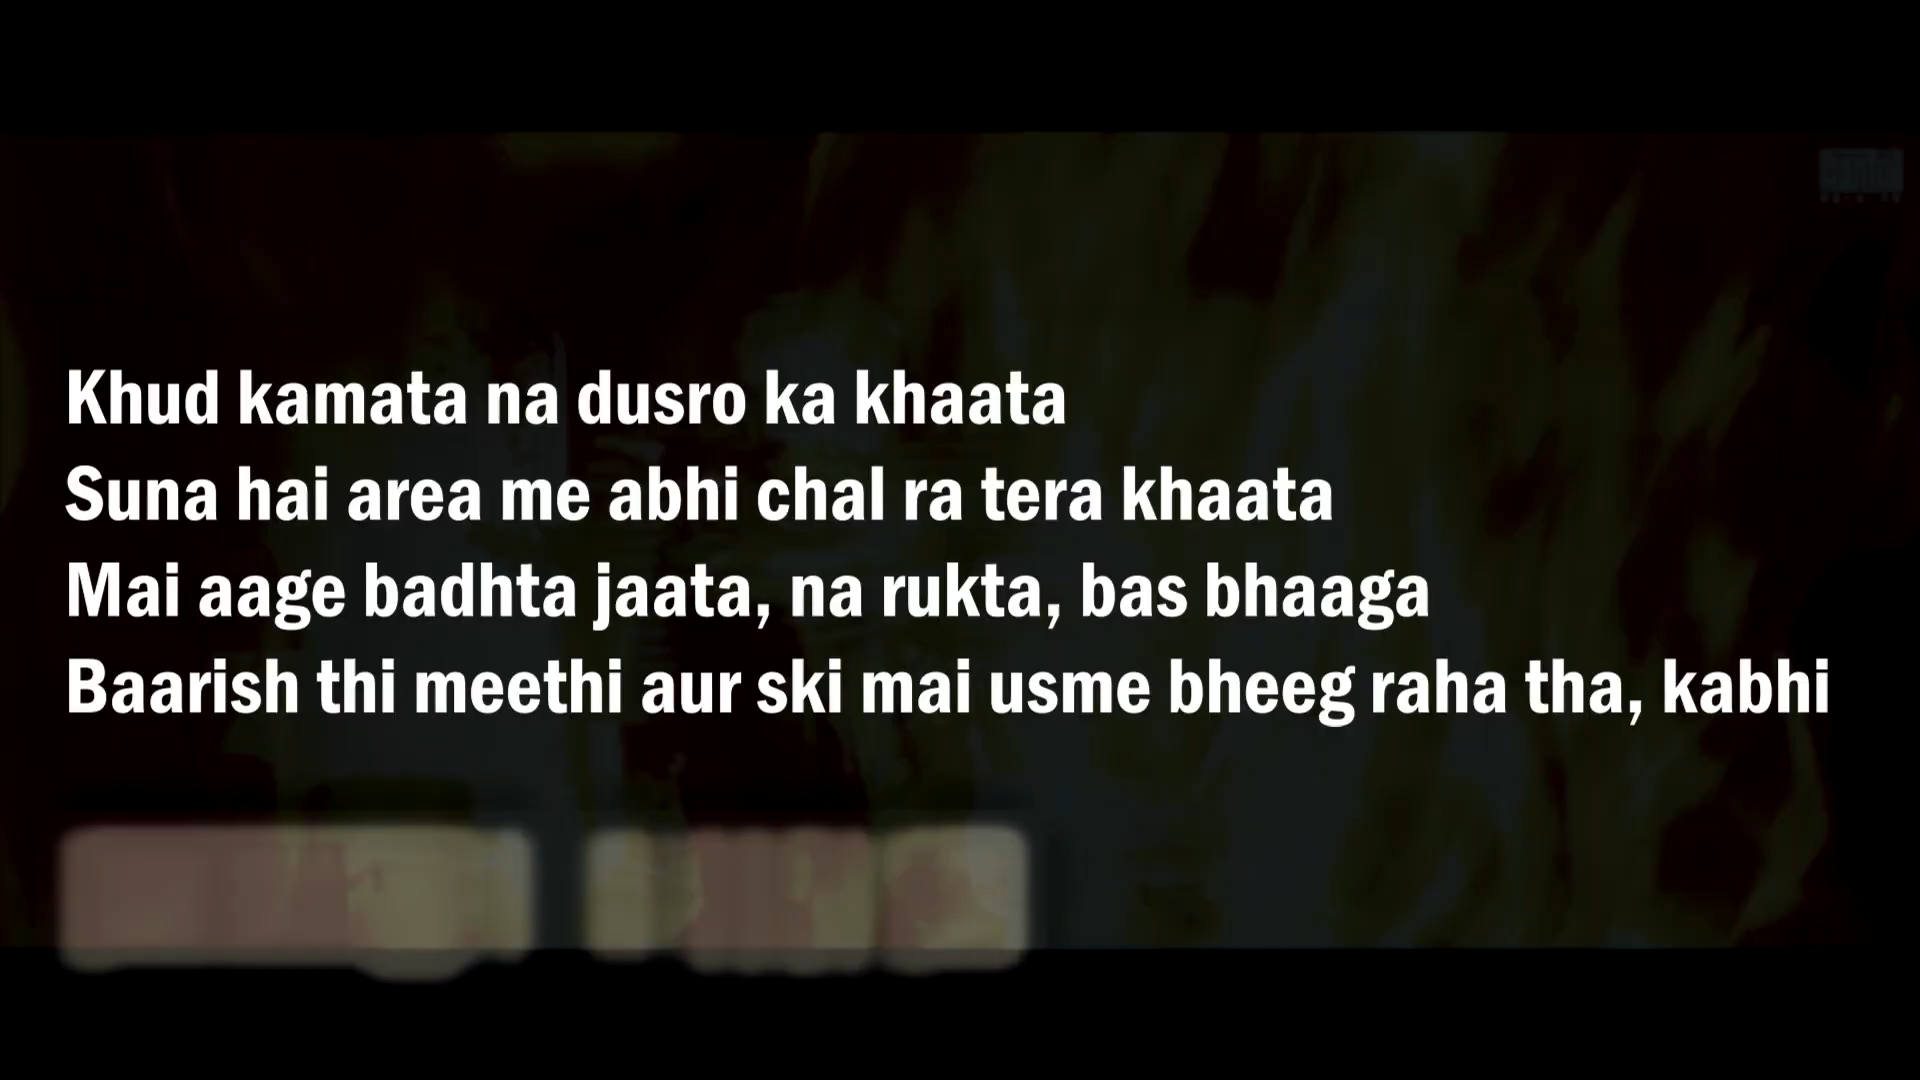 Khud kamata na dusro ka khaata
Suna hai area me abhi chal ra tera khaata
Mai aage badhta jaata, na rukta, bas bhaaga
Baarish thi meethi aur ski mai usme bheeg raha tha, kabhi